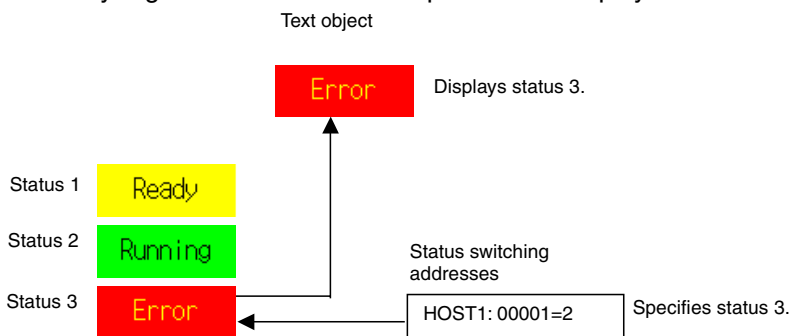 Text object
Error
Displays status 3.
Status 1
Ready
Status 2
Running
Status switching
addresses
Status 3
Error
HOST1: 00001=2
Specifies status 3.